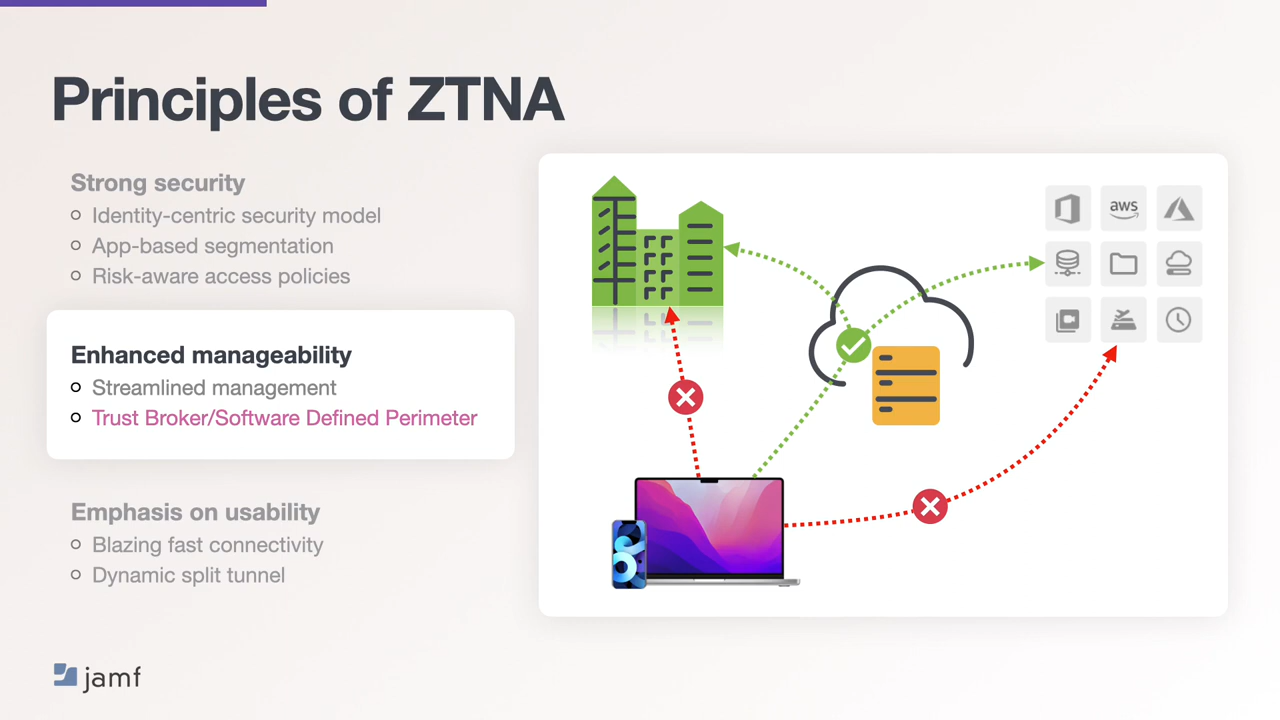 Principles of ZTNA
Strong security
Identity-centric security model
App-based segmentation
Risk-aware access policies
Enhanced manageability
Streamlined management
Trust Broker/Software Defined Perimeter
Emphasis on usability
Blazing fast connectivity
Dynamic split tunnel
aws
jamf